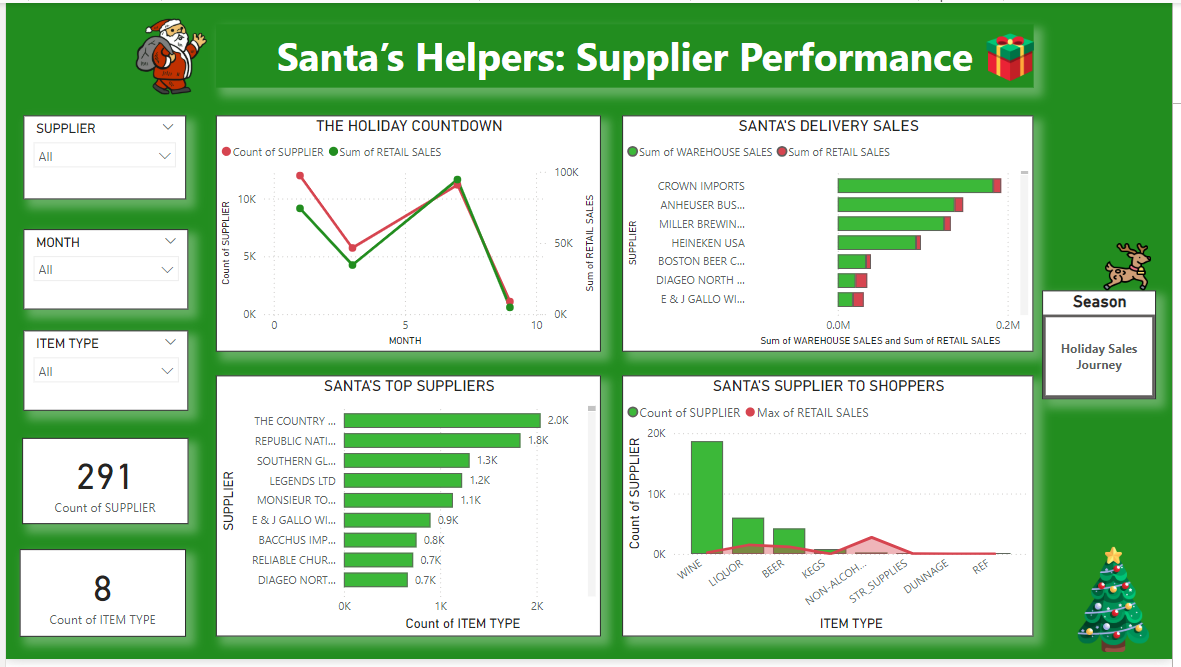 Santa’s Helpers: Supplier Performance
SUPPLIER
All
MONTH
All
ITEM TYPE
All
291
Count of SUPPLIER
8
Count of ITEM TYPE
THE HOLIDAY COUNTDOWN
Count of SUPPLIER Sum of RETAIL SALES
Count of SUPPLIER
10K
5K
0K
100K
50K
0K
Sum of RETAIL SALES
0 5 10
MONTH
SANTA'S DELIVERY SALES
Sum of WAREHOUSE SALES Sum of RETAIL SALES
SUPPLIER
CROWN IMPORTS
ANHEUSER BUS...
MILLER BREWIN...
HEINEKEN USA
BOSTON BEER C...
DIAGEO NORTH ...
E & J GALLO WI...
0.0M 0.2M
Sum of WAREHOUSE SALES and Sum of RETAIL SALES
SANTA'S TOP SUPPLIERS
SUPPLIER
THE COUNTRY ... 2.0K
REPUBLIC NATI... 1.8K
SOUTHERN GL... 1.3K
LEGENDS LTD 1.2K
MONSIEUR TO... 1.1K
E & J GALLO WI... 0.9K
BACCHUS IMP... 0.8K
RELIABLE CHUR... 0.7K
DIAGEO NORT... 0.7K
0K 1K 2K
Count of ITEM TYPE
SANTA'S SUPPLIER TO SHOPPERS
Count of SUPPLIER Max of RETAIL SALES
Count of SUPPLIER
20K
10K
0K
WINE
LIQUOR
BEER
KEGS
NON-ALCOH...
STR_SUPPLIES
DUNNAGE
REF
ITEM TYPE
Season
Holiday Sales
Journey